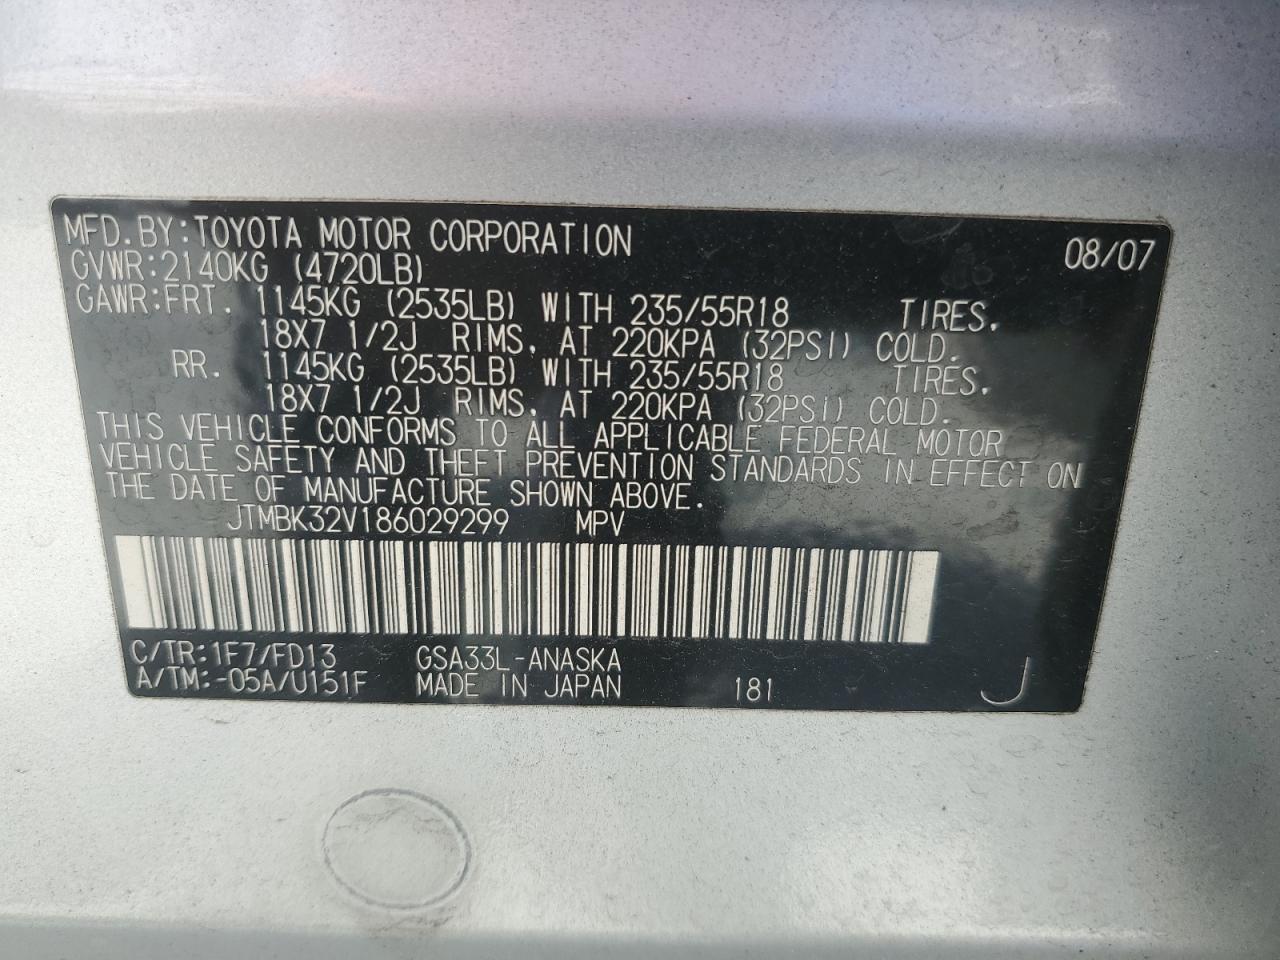 MFD. BY: TOYOTA MOTOR CORPORATION 08/07
GVWR: 2140KG (4720LB)
GAWR: FRT. 1145KG (2535LB) WITH 235/55R18 TIRES,
18X7 1/2J RIMS, AT 220KPA (32PSI) COLD.
RR. 1145KG (2535LB) WITH 235/55R18 TIRES,
18X7 1/2J RIMS, AT 220KPA (32PSI) COLD.
THIS VEHICLE CONFORMS TO ALL APPLICABLE FEDERAL MOTOR
VEHICLE SAFETY AND THEFT PREVENTION STANDARDS IN EFFECT ON
THE DATE OF MANUFACTURE SHOWN ABOVE.
JTMBK32V186029299 MPV
C/TR: 1F7/FD13 GSA33L-ANASKA
A/TM: -05A/U151F MADE IN JAPAN 181 J